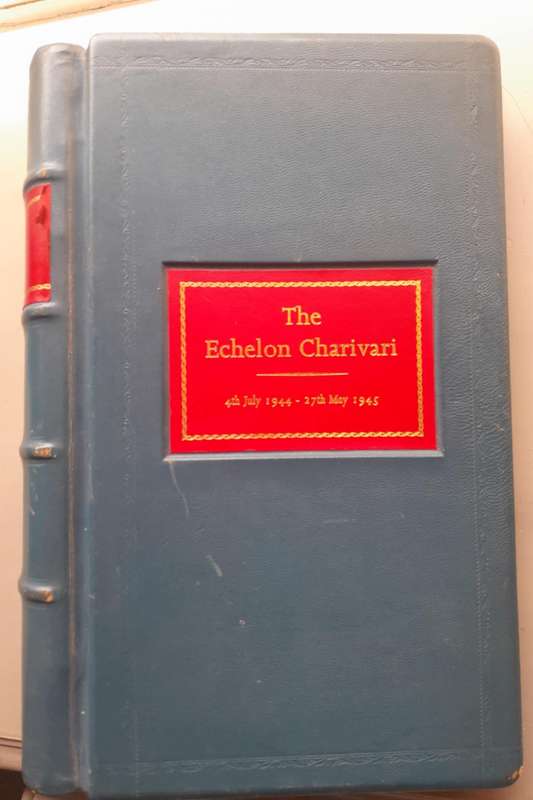 The
Echelon Charivari
4th July 1944 - 27th May 1945